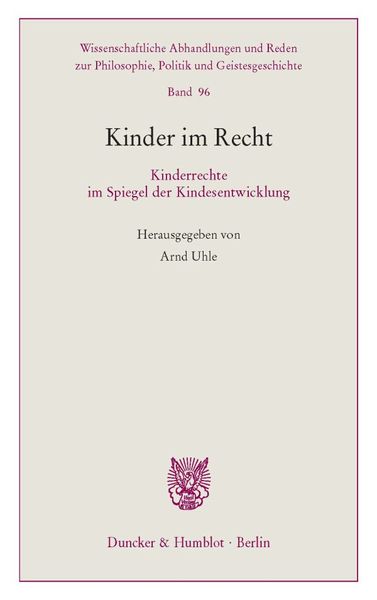 Wissenschaftliche Abhandlungen und Reden
zur Philosophie, Politik und Geistesgeschichte
Band 96
Kinder im Recht
Kinderrechte
im Spiegel der Kindesentwicklung
Herausgegeben von
Arnd Uhle
Duncker & Humblot · Berlin